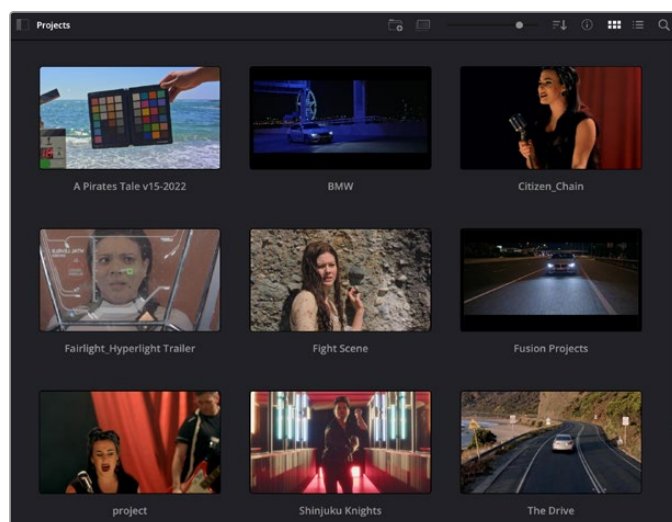 Projects
A Pirates Tale v15-2022
BMW
Citizen_Chain
Fairlight_Hyperlight Trailer
Fight Scene
Fusion Projects
project
Shinjuku Knights
The Drive